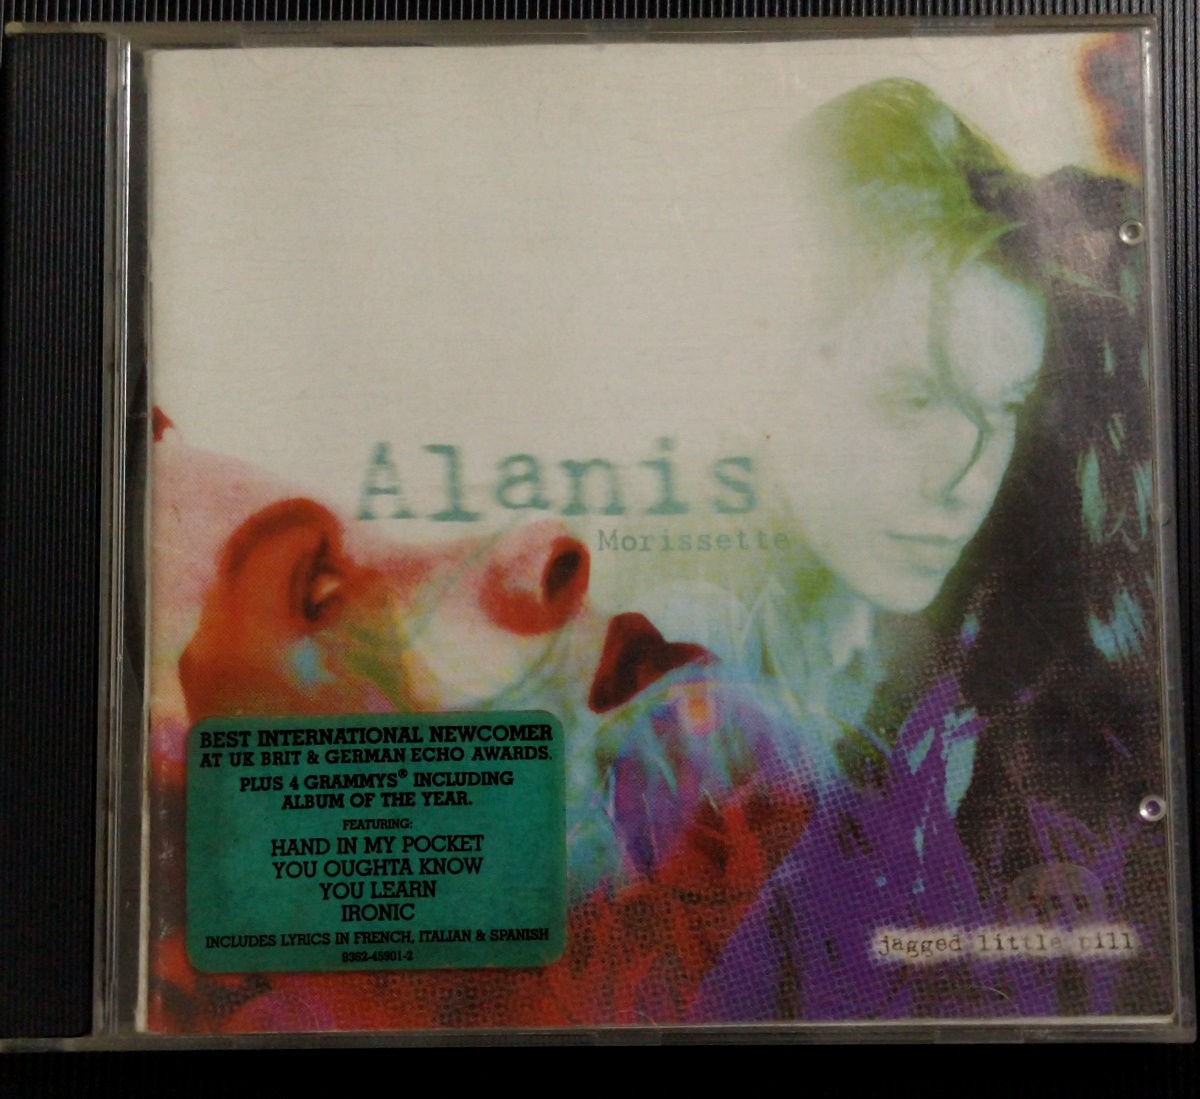 Alanis
Morissette
BEST INTERNATIONAL NEWCOMER
AT UK BRIT & GERMAN ECHO AWARDS.
PLUS 4 GRAMMYS® INCLUDING
ALBUM OF THE YEAR.
FEATURING:
HAND IN MY POCKET
YOU OUGHTA KNOW
YOU LEARN
IRONIC
INCLUDES LYRICS IN FRENCH, ITALIAN & SPANISH
9362-45901-2
jagged little pill